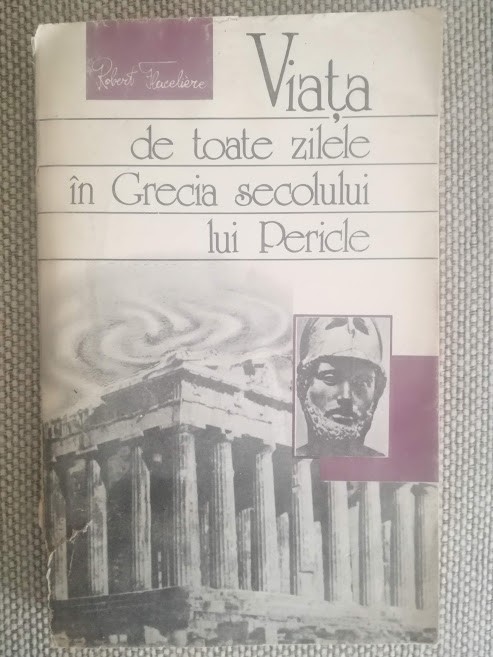 Robert Flacelière
Viața
de toate zilele
în Grecia secolului
lui Pericle